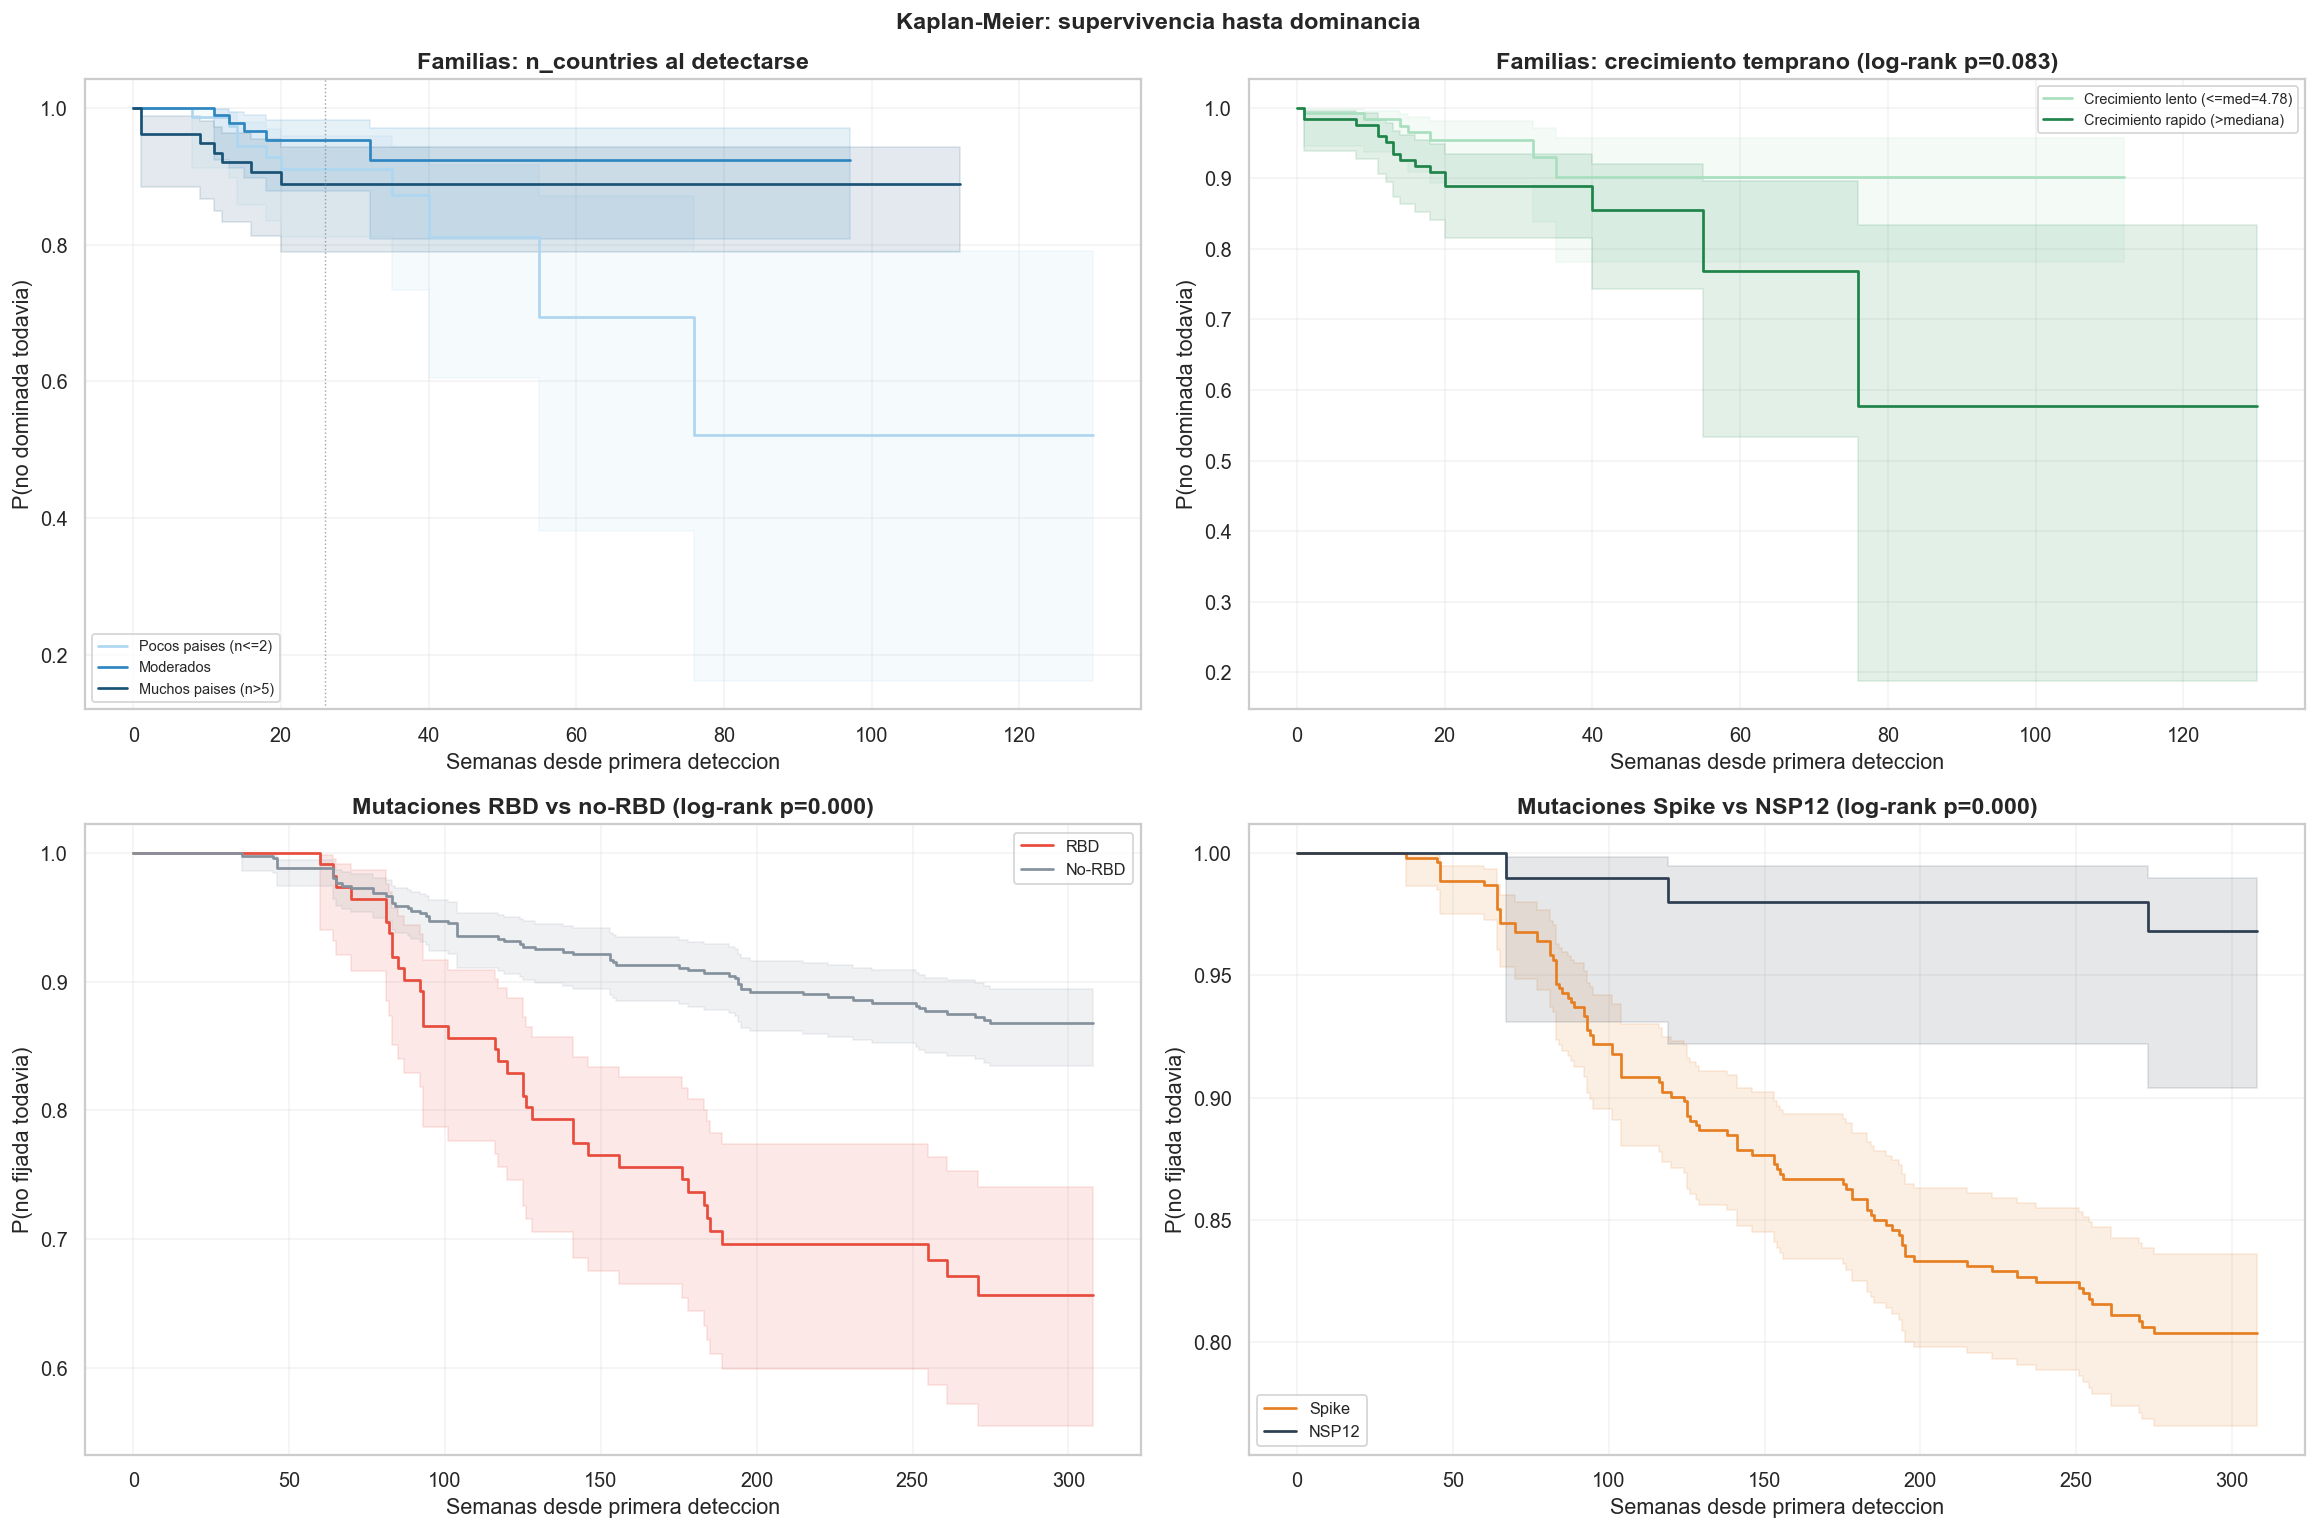 Kaplan-Meier: supervivencia hasta dominancia
Familias: n_countries al detectarse
P(no dominada todavia)
1.0
0.8
0.6
0.4
0.2
Pocos paises (n<=2)
Moderados
Muchos paises (n>5)
0 20 40 60 80 100 120
Semanas desde primera deteccion
Familias: crecimiento temprano (log-rank p=0.083)
P(no dominada todavia)
1.0
0.9
0.8
0.7
0.6
0.5
0.4
0.3
0.2
Crecimiento lento (<=med=4.78)
Crecimiento rapido (>mediana)
0 20 40 60 80 100 120
Semanas desde primera deteccion
Mutaciones RBD vs no-RBD (log-rank p=0.000)
P(no fijada todavia)
1.0
0.9
0.8
0.7
0.6
RBD
No-RBD
0 50 100 150 200 250 300
Semanas desde primera deteccion
Mutaciones Spike vs NSP12 (log-rank p=0.000)
P(no fijada todavia)
1.00
0.95
0.90
0.85
0.80
Spike
NSP12
0 50 100 150 200 250 300
Semanas desde primera deteccion